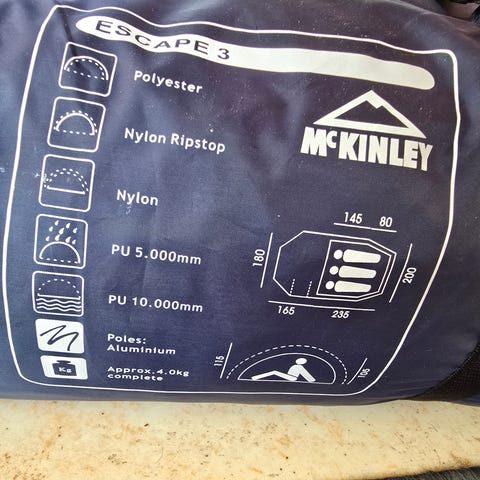 ESCAPE 3
Polyester
Nylon Ripstop
Nylon
PU 5.000mm
PU 10.000mm
Poles:
Aluminium
Kg
Approx.4.0kg
complete
McKINLEY
145 80
180
200
165 235
115
105